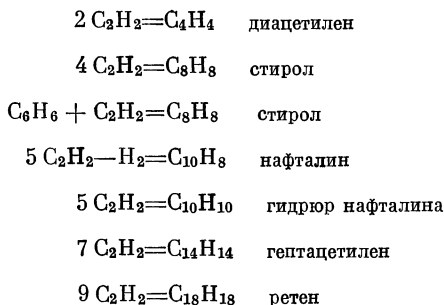 2 C₂H₂=C₄H₄ диацетилен
4 C₂H₂=C₈H₈ стирол
C₆H₆ + C₂H₂=C₈H₈ стирол
5 C₂H₂—H₂=C₁₀H₈ нафталин
5 C₂H₂=C₁₀H₁₀ гидрюр нафталина
7 C₂H₂=C₁₄H₁₄ гептацетилен
9 C₂H₂=C₁₈H₁₈ ретен